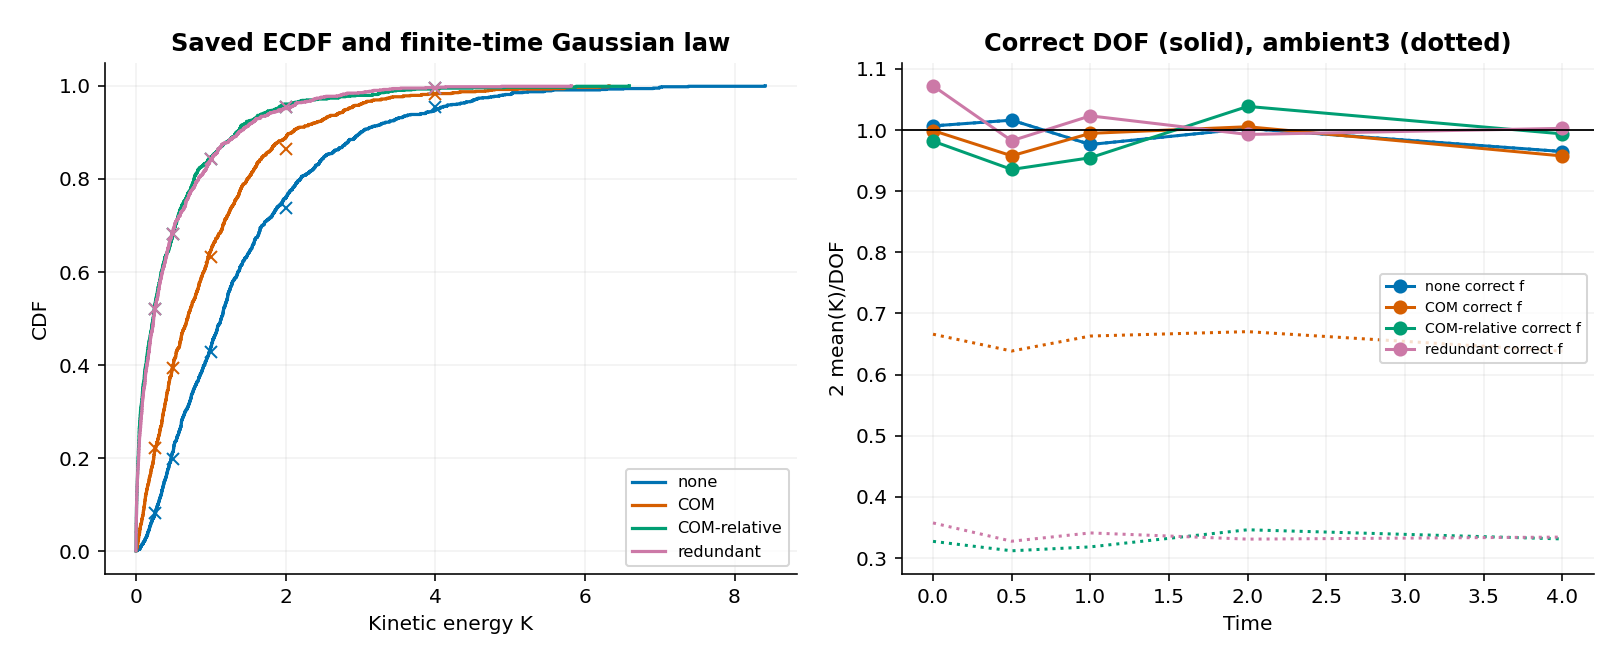 Saved ECDF and finite-time Gaussian law
CDF
1.0
0.8
0.6
0.4
0.2
0.0
0 2 4 6 8
Kinetic energy K
none
COM
COM-relative
redundant
Correct DOF (solid), ambient3 (dotted)
2 mean(K)/DOF
1.1
1.0
0.9
0.8
0.7
0.6
0.5
0.4
0.3
0.0 0.5 1.0 1.5 2.0 2.5 3.0 3.5 4.0
Time
none correct f
COM correct f
COM-relative correct f
redundant correct f